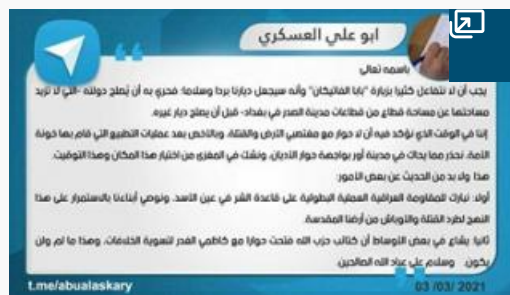 ابو علي العسكري
باسمه تعالى
يجب أن لا نتفاعل كثيرا بزيارة "بابا الفاتيكان" وأنه سيجعل ديارنا بردا وسلاما؛ فحري به أن يُصلح دولته -التي لا تزيد
مساحتها عن مساحة قطاع من قطاعات مدينة الصدر في بغداد- قبل أن يصلح ديار غيره.
إننا في الوقت الذي نؤكد فيه أن لا حوار مع مغتصبي الأرض والقتلة، وبالأخص بعد عمليات التطبيع التي قام بها خونة
الأمة، نحذر مما يحاك في مدينة أور بواجهة حوار الأديان، ونشك في المغزى من اختيار هذا المكان وهذا التوقيت.
هذا ولا بد من الحديث عن بعض الأمور:
أولا: نبارك للمقاومة العراقية العملية البطولية على قاعدة الشر في عين الأسد، ونوصي أبناءنا بالاستمرار على هذا
النهج لطرد القتلة والأوباش من أرضنا المقدسة.
ثانيا: يشاع في بعض الأوساط أن كتائب حزب الله فتحت حوارا مع كاظمي الغدر لتسوية الخلافات، وهذا ما لم ولن
يكون. وسلام على عباد الله الصالحين.
t.me/abualaskary
03 /03/ 2021